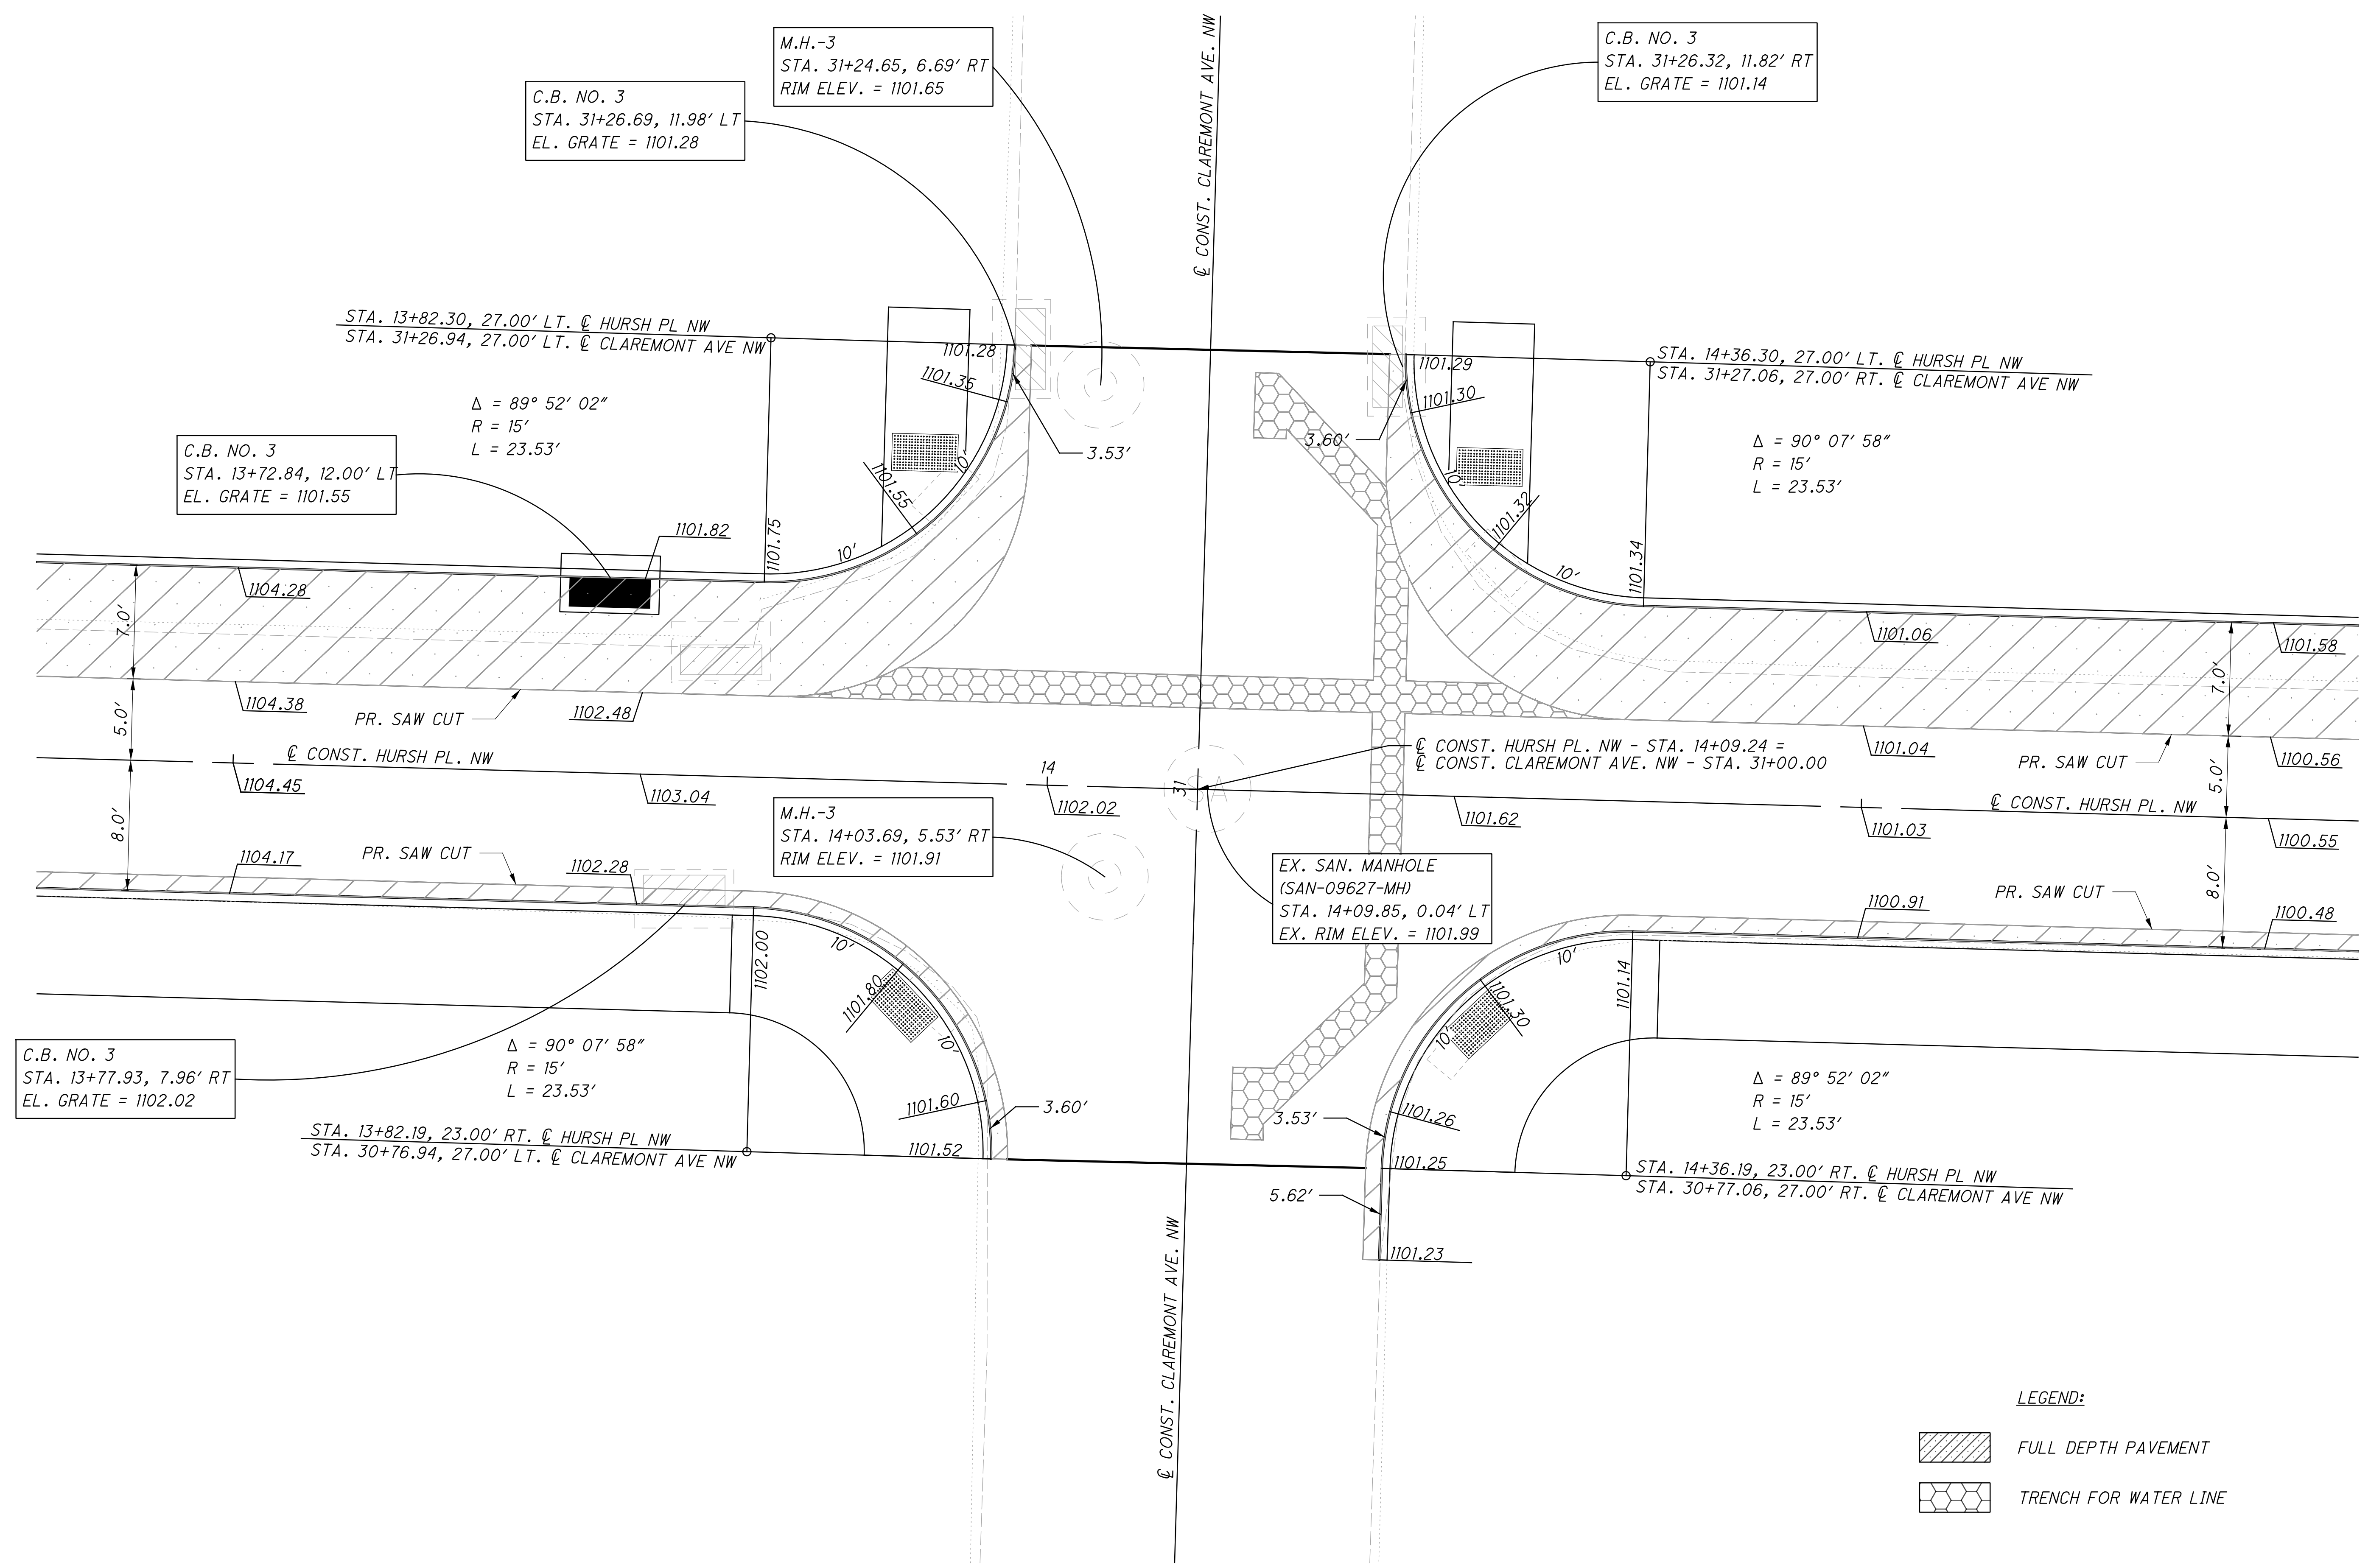 ℄ CONST. CLAREMONT AVE. NW
M.H.-3
STA. 31+24.65, 6.69' RT
RIM ELEV. = 1101.65
C.B. NO. 3
STA. 31+26.32, 11.82' RT
EL. GRATE = 1101.14
C.B. NO. 3
STA. 31+26.69, 11.98' LT
EL. GRATE = 1101.28
STA. 13+82.30, 27.00' LT. ℄ HURSH PL NW
STA. 31+26.94, 27.00' LT. ℄ CLAREMONT AVE NW
1101.28
1101.35
1101.55
10'
10'
3.53'
Δ = 89° 52' 02"
R = 15'
L = 23.53'
C.B. NO. 3
STA. 13+72.84, 12.00' LT
EL. GRATE = 1101.55
1101.82
1101.75
STA. 14+36.30, 27.00' LT. ℄ HURSH PL NW
STA. 31+27.06, 27.00' RT. ℄ CLAREMONT AVE NW
1101.29
1101.30
3.60'
10'
1101.32
10'
1101.34
Δ = 90° 07' 58"
R = 15'
L = 23.53'
1104.28
7.0'
1104.38
5.0'
PR. SAW CUT
1102.48
℄ CONST. HURSH PL. NW
1104.45
1103.04
14
1102.02
31
SA
℄ CONST. HURSH PL. NW - STA. 14+09.24 =
℄ CONST. CLAREMONT AVE. NW - STA. 31+00.00
1101.06
1101.58
7.0'
1101.04
PR. SAW CUT
1100.56
5.0'
1101.62
℄ CONST. HURSH PL. NW
1101.03
1100.55
8.0'
1104.17
PR. SAW CUT
1102.28
M.H.-3
STA. 14+03.69, 5.53' RT
RIM ELEV. = 1101.91
EX. SAN. MANHOLE
(SAN-09627-MH)
STA. 14+09.85, 0.04' LT
EX. RIM ELEV. = 1101.99
8.0'
PR. SAW CUT
1100.91
1100.48
1102.00
10'
1101.80
10'
1101.60
3.60'
1101.52
C.B. NO. 3
STA. 13+77.93, 7.96' RT
EL. GRATE = 1102.02
Δ = 90° 07' 58"
R = 15'
L = 23.53'
STA. 13+82.19, 23.00' RT. ℄ HURSH PL NW
STA. 30+76.94, 27.00' LT. ℄ CLAREMONT AVE NW
10'
1101.14
1101.30
10'
1101.26
3.53'
1101.25
5.62'
1101.23
Δ = 89° 52' 02"
R = 15'
L = 23.53'
STA. 14+36.19, 23.00' RT. ℄ HURSH PL NW
STA. 30+77.06, 27.00' RT. ℄ CLAREMONT AVE NW
℄ CONST. CLAREMONT AVE. NW
LEGEND:
FULL DEPTH PAVEMENT
TRENCH FOR WATER LINE